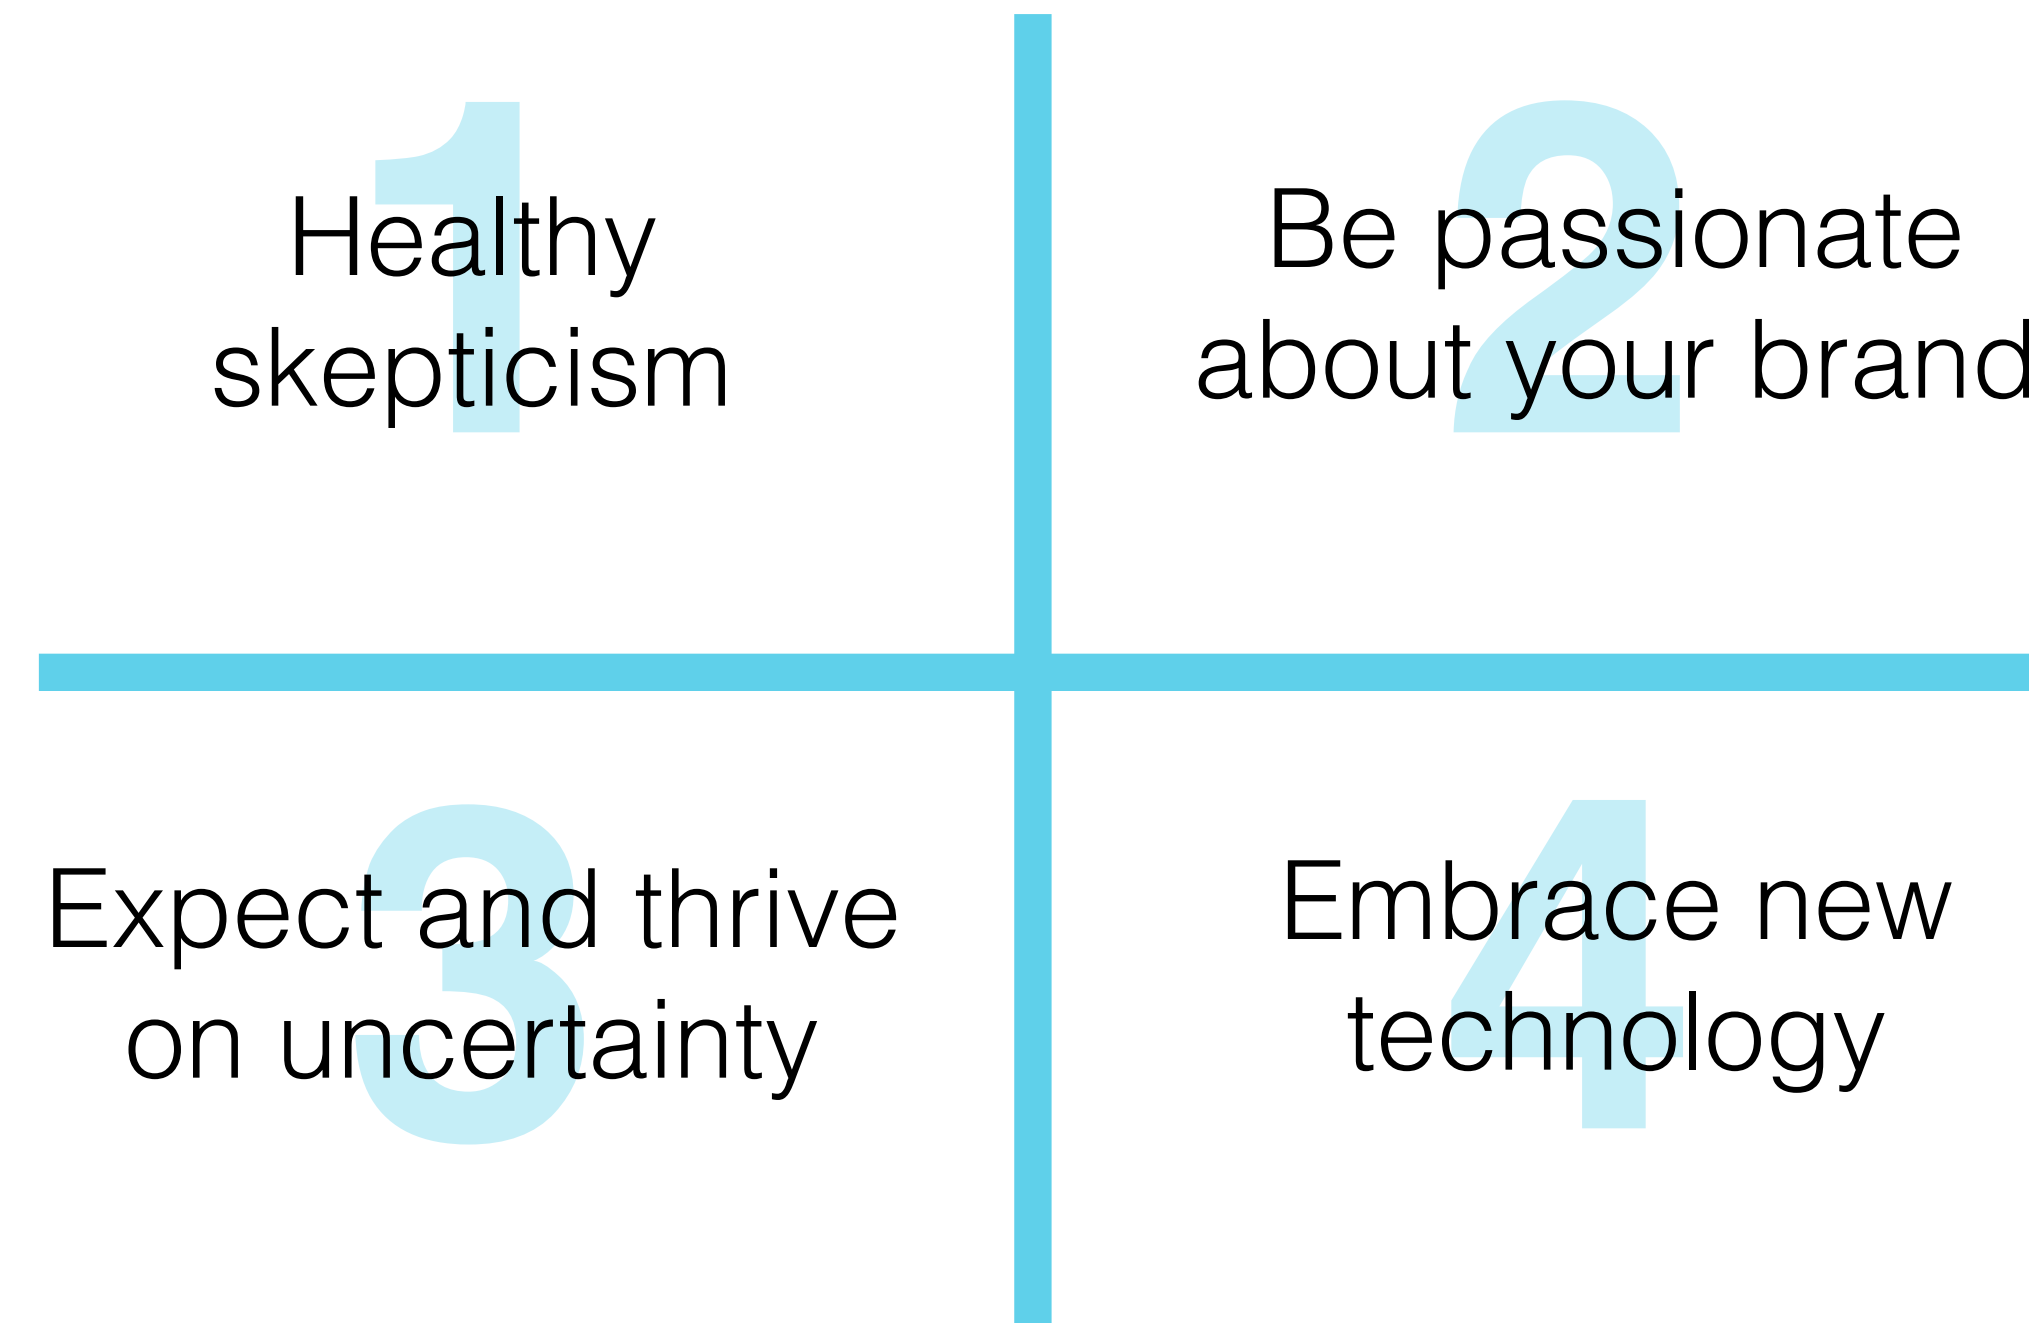 1
Healthy
skepticism
2
Be passionate
about your brand
3
Expect and thrive
on uncertainty
4
Embrace new
technology